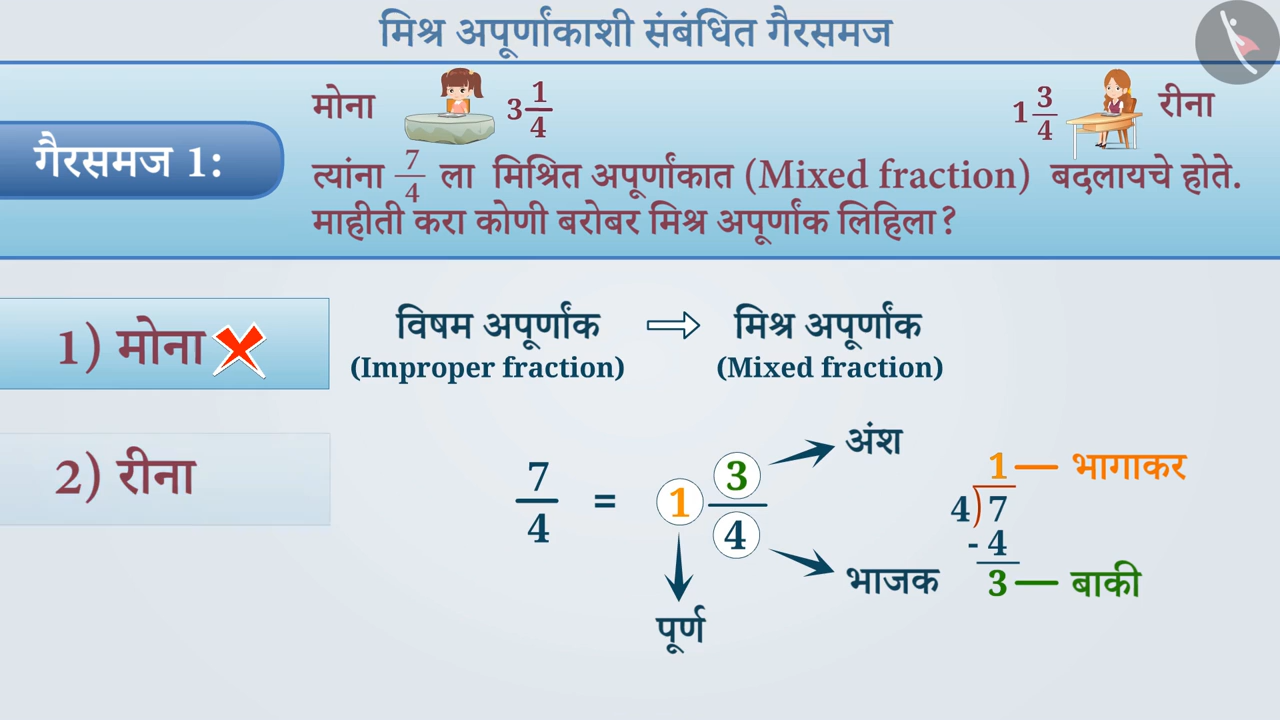 मिश्र अपूर्णांकाशी संबंधित गैरसमज
गैरसमज 1:
मोना 3 1/4
1 3/4 रीना
त्यांना 7/4 ला मिश्रित अपूर्णांकात (Mixed fraction) बदलायचे होते.
माहीती करा कोणी बरोबर मिश्र अपूर्णांक लिहिला?
1) मोना
2) रीना
विषम अपूर्णांक ⇨ मिश्र अपूर्णांक
(Improper fraction) (Mixed fraction)
7/4 = 1 3/4
अंश
भाजक
पूर्ण
1 — भागाकर
4)7
- 4
3 — बाकी